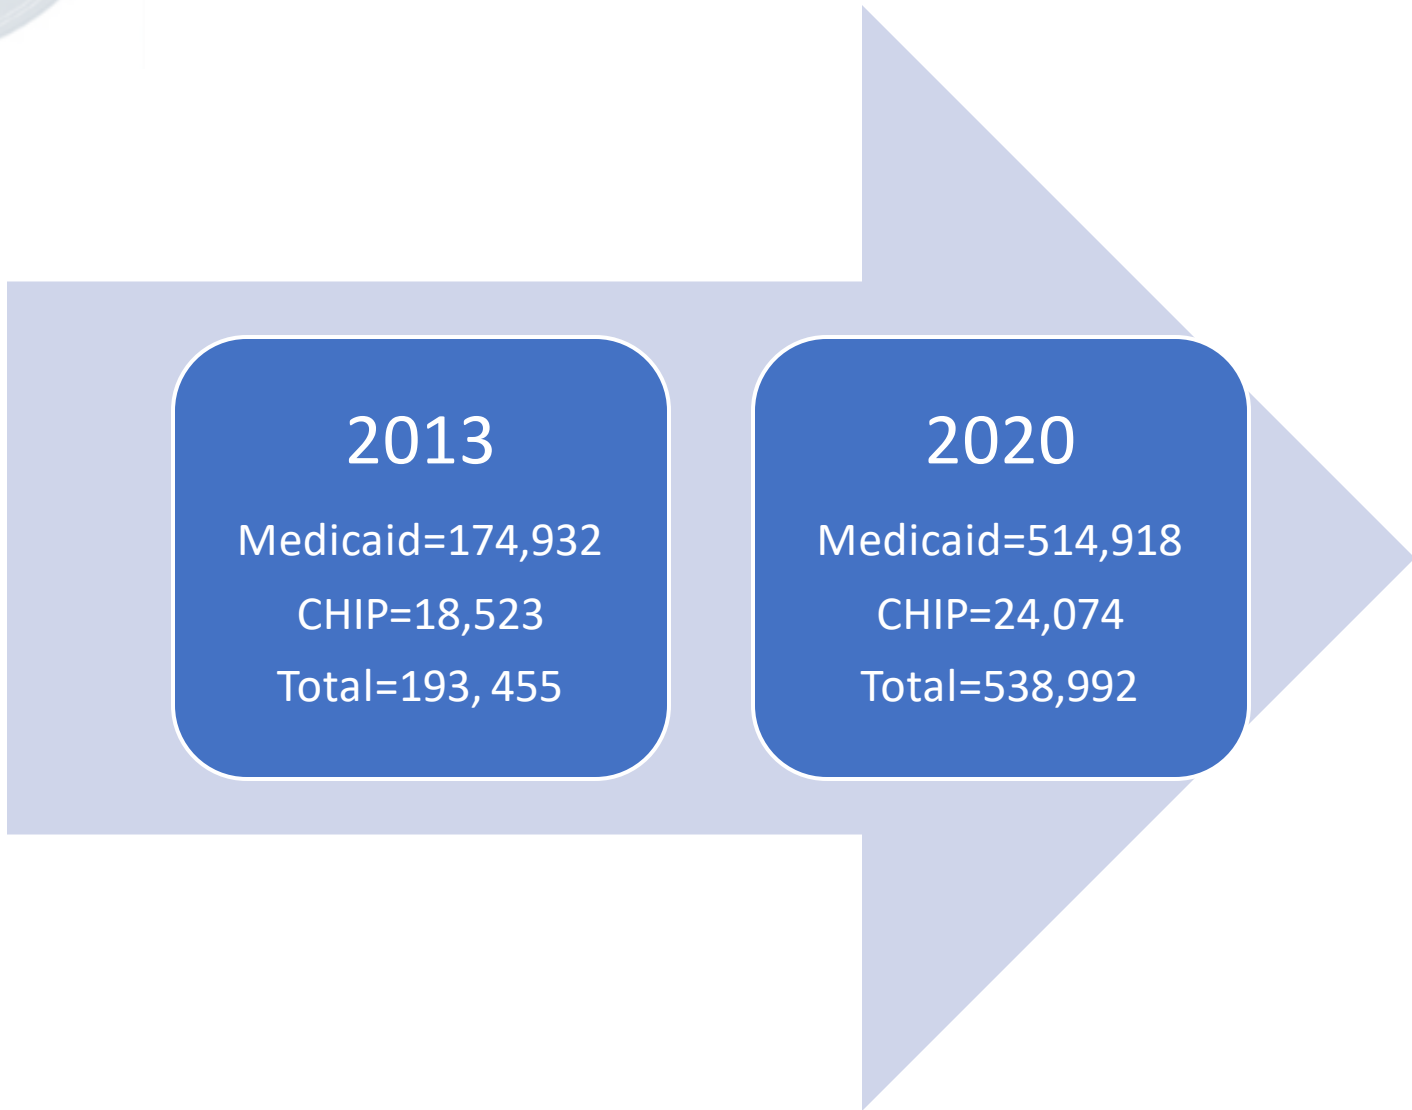 2013
Medicaid=174,932
CHIP=18,523
Total=193, 455
2020
Medicaid=514,918
CHIP=24,074
Total=538,992